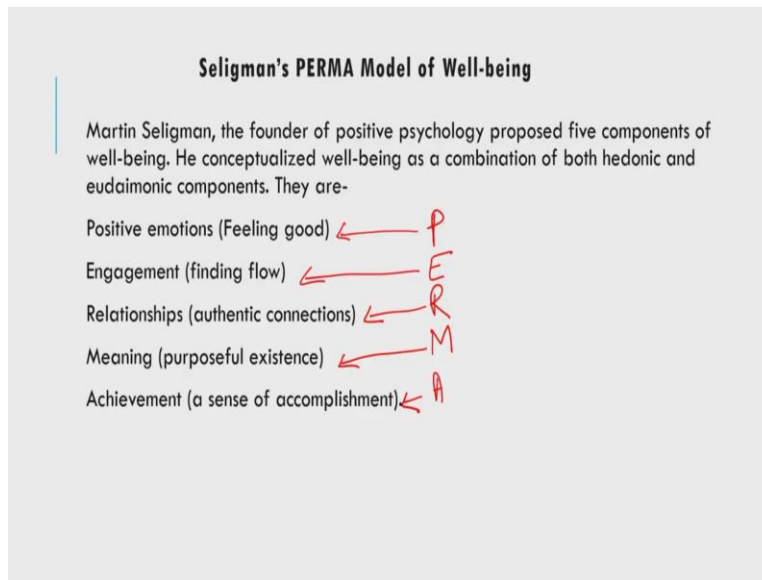 Seligman's PERMA Model of Well-being
Martin Seligman, the founder of positive psychology proposed five components of
well-being. He conceptualized well-being as a combination of both hedonic and
eudaimonic components. They are-
Positive emotions (Feeling good) P
Engagement (finding flow) E
Relationships (authentic connections) R
Meaning (purposeful existence) M
Achievement (a sense of accomplishment). A